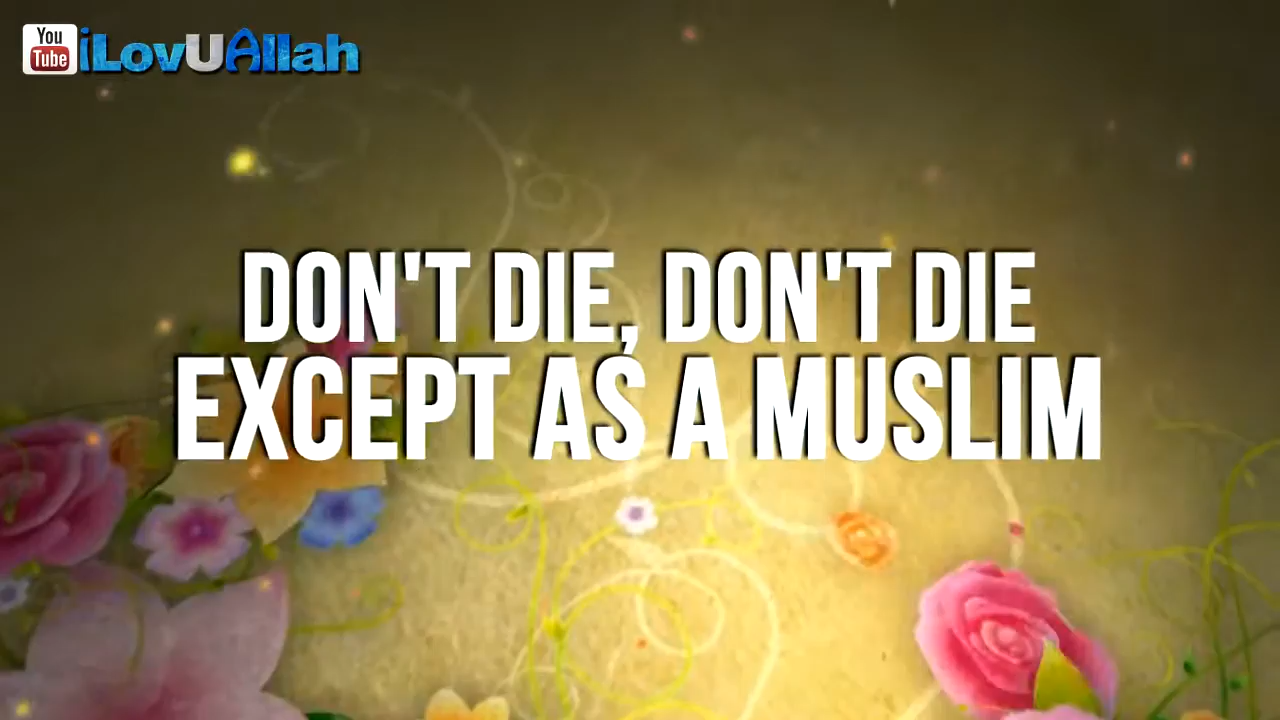 You
Tube
iLovUAllah
DON'T DIE, DON'T DIE
EXCEPT AS A MUSLIM